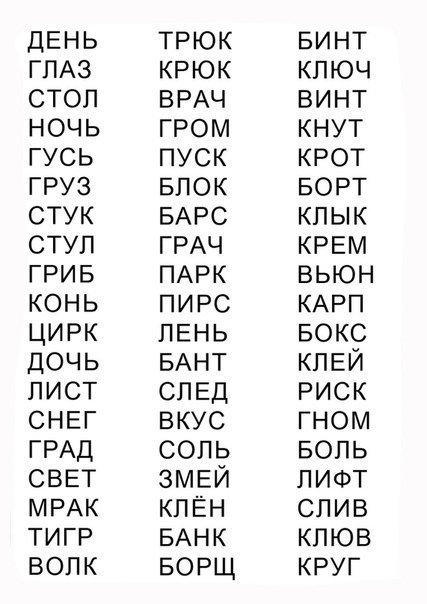 ДЕНЬ ТРЮК БИНТ
ГЛАЗ КРЮК КЛЮЧ
СТОЛ ВРАЧ ВИНТ
НОЧЬ ГРОМ КНУТ
ГУСЬ ПУСК КРОТ
ГРУЗ БЛОК БОРТ
СТУК БАРС КЛЫК
СТУЛ ГРАЧ КРЕМ
ГРИБ ПАРК ВЬЮН
КОНЬ ПИРС КАРП
ЦИРК ЛЕНЬ БОКС
ДОЧЬ БАНТ КЛЕЙ
ЛИСТ СЛЕД РИСК
СНЕГ ВКУС ГНОМ
ГРАД СОЛЬ БОЛЬ
СВЕТ ЗМЕЙ ЛИФТ
МРАК КЛЁН СЛИВ
ТИГР БАНК КЛЮВ
ВОЛК БОРЩ КРУГ